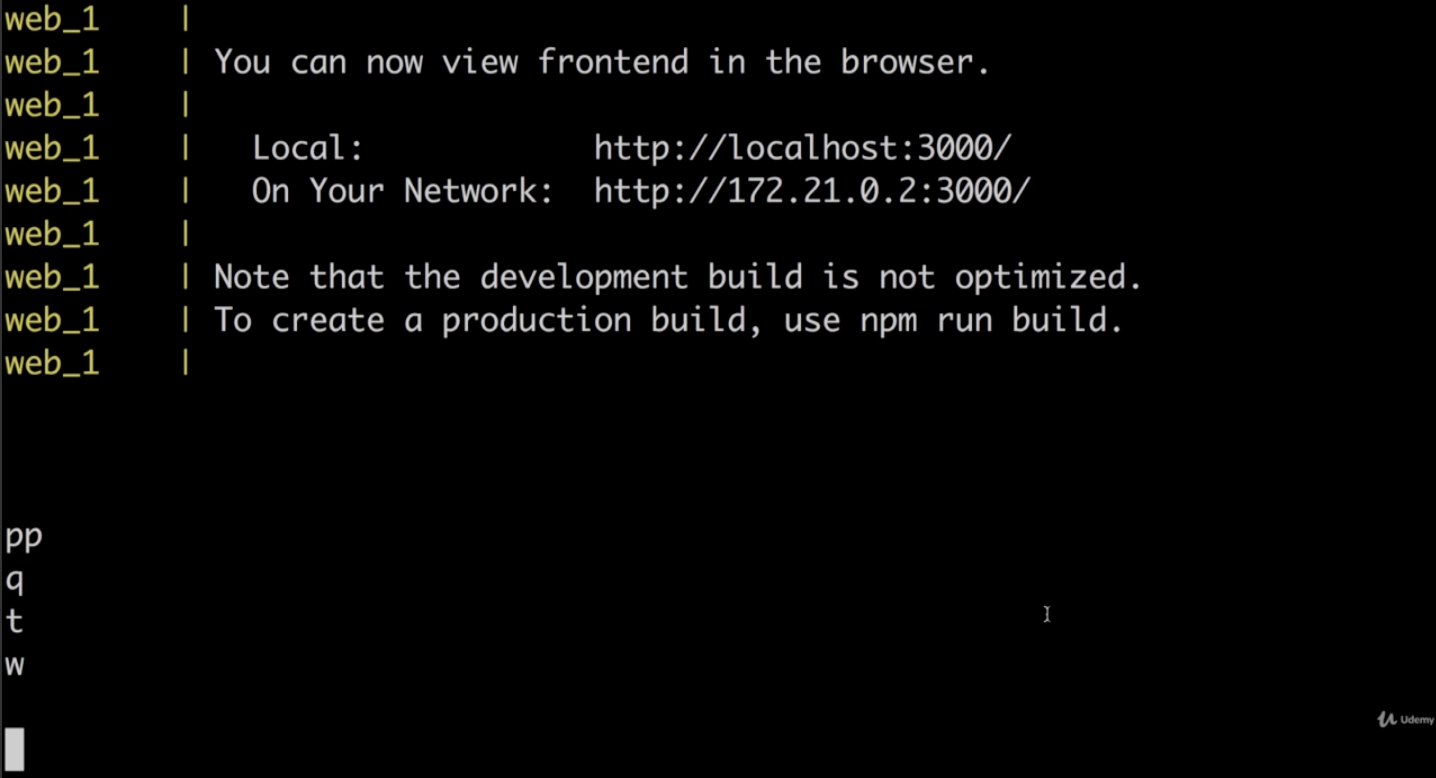 web_1 |
web_1 | You can now view frontend in the browser.
web_1 |
web_1 | Local: http://localhost:3000/
web_1 | On Your Network: http://172.21.0.2:3000/
web_1 |
web_1 | Note that the development build is not optimized.
web_1 | To create a production build, use npm run build.
web_1 |
pp
q
t
w
Udemy